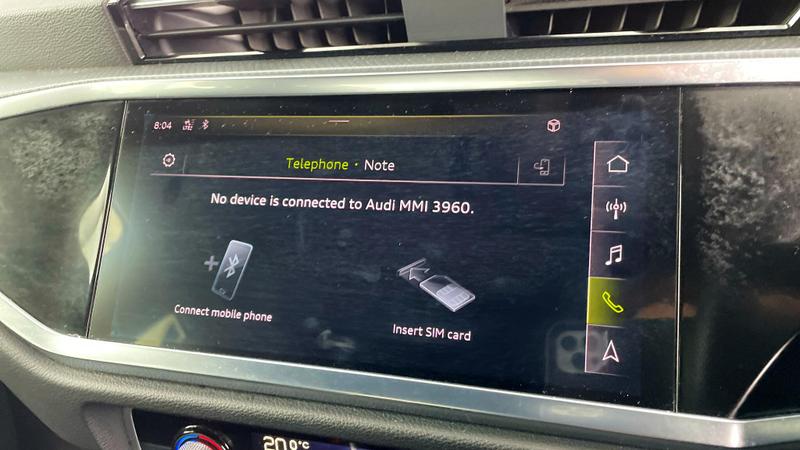 8:04
Telephone · Note
No device is connected to Audi MMI 3960.
Connect mobile phone
Insert SIM card
20.0°C